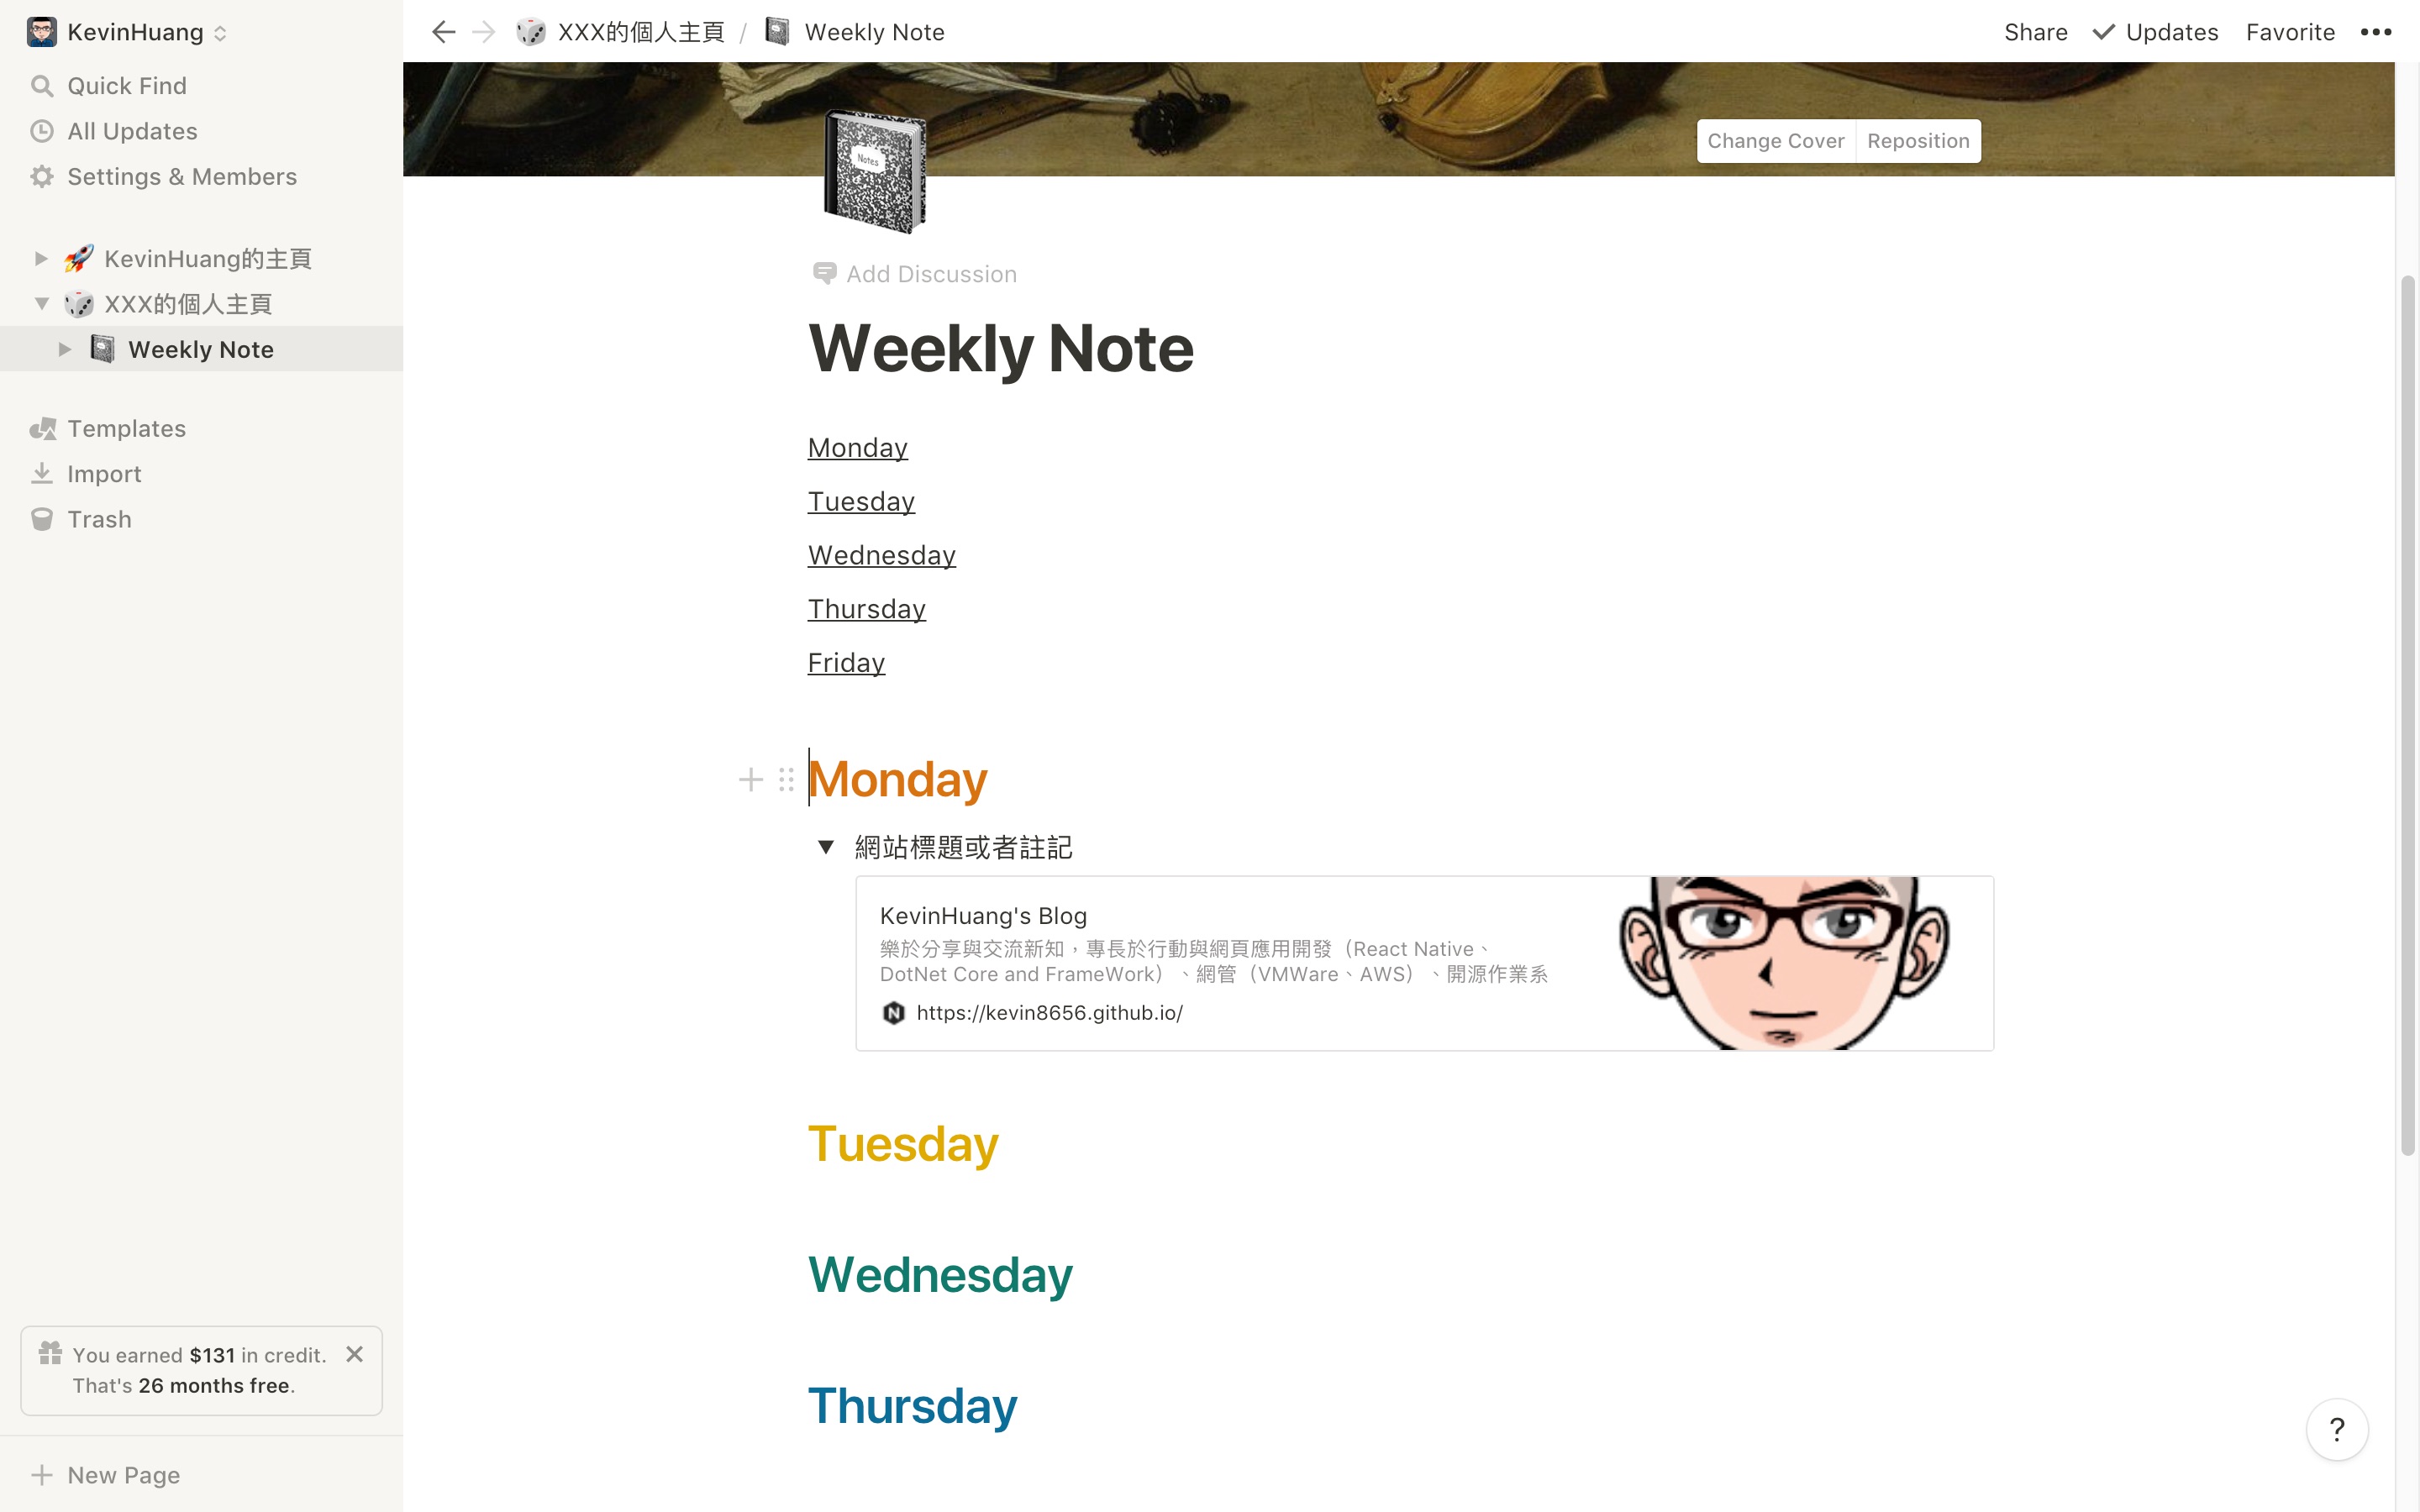 KevinHuang
Quick Find
All Updates
Settings & Members
KevinHuang的主頁
XXX的個人主頁
Weekly Note
Templates
Import
Trash
You earned $131 in credit.
That's 26 months free.
New Page
XXX的個人主頁 / Weekly Note
Share Updates Favorite
Change Cover Reposition
Notes
Add Discussion
Weekly Note
Monday
Tuesday
Wednesday
Thursday
Friday
Monday
網站標題或者註記
KevinHuang's Blog
樂於分享與交流新知，專長於行動與網頁應用開發（React Native、
DotNet Core and FrameWork）、網管（VMWare、AWS）、開源作業系
N https://kevin8656.github.io/
Tuesday
Wednesday
Thursday
?